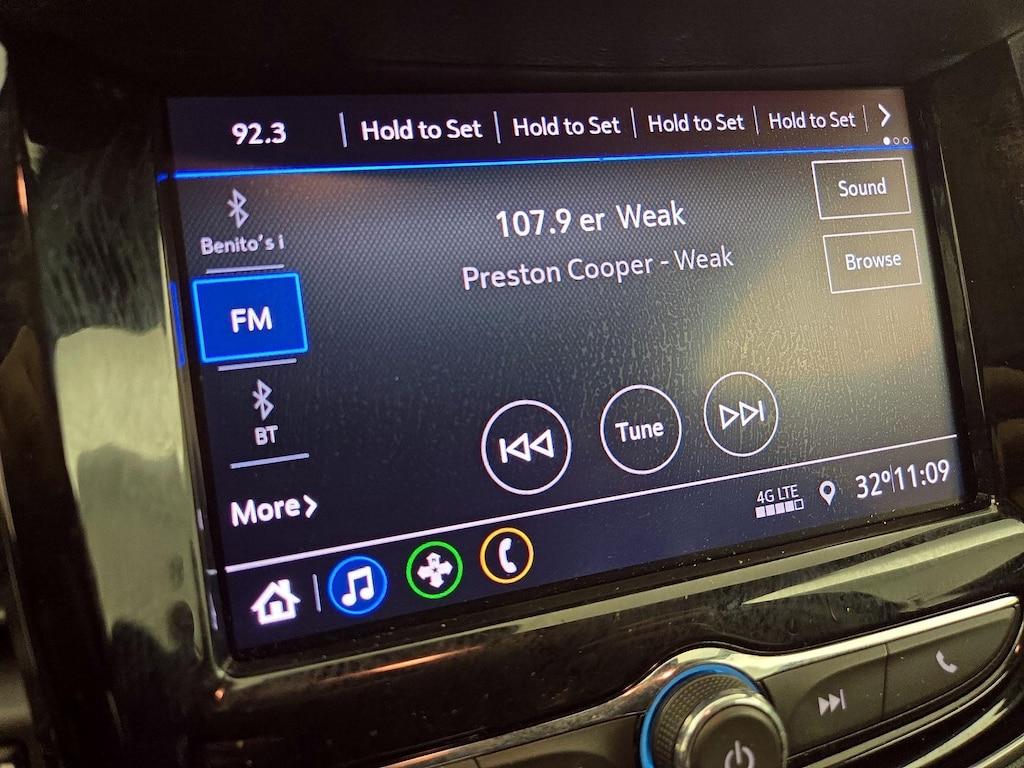 92.3 Hold to Set Hold to Set Hold to Set Hold to Set
Sound
Benito's i
107.9 er Weak
Preston Cooper - Weak
Browse
FM
BT
Tune
More
4G LTE
32° 11:09